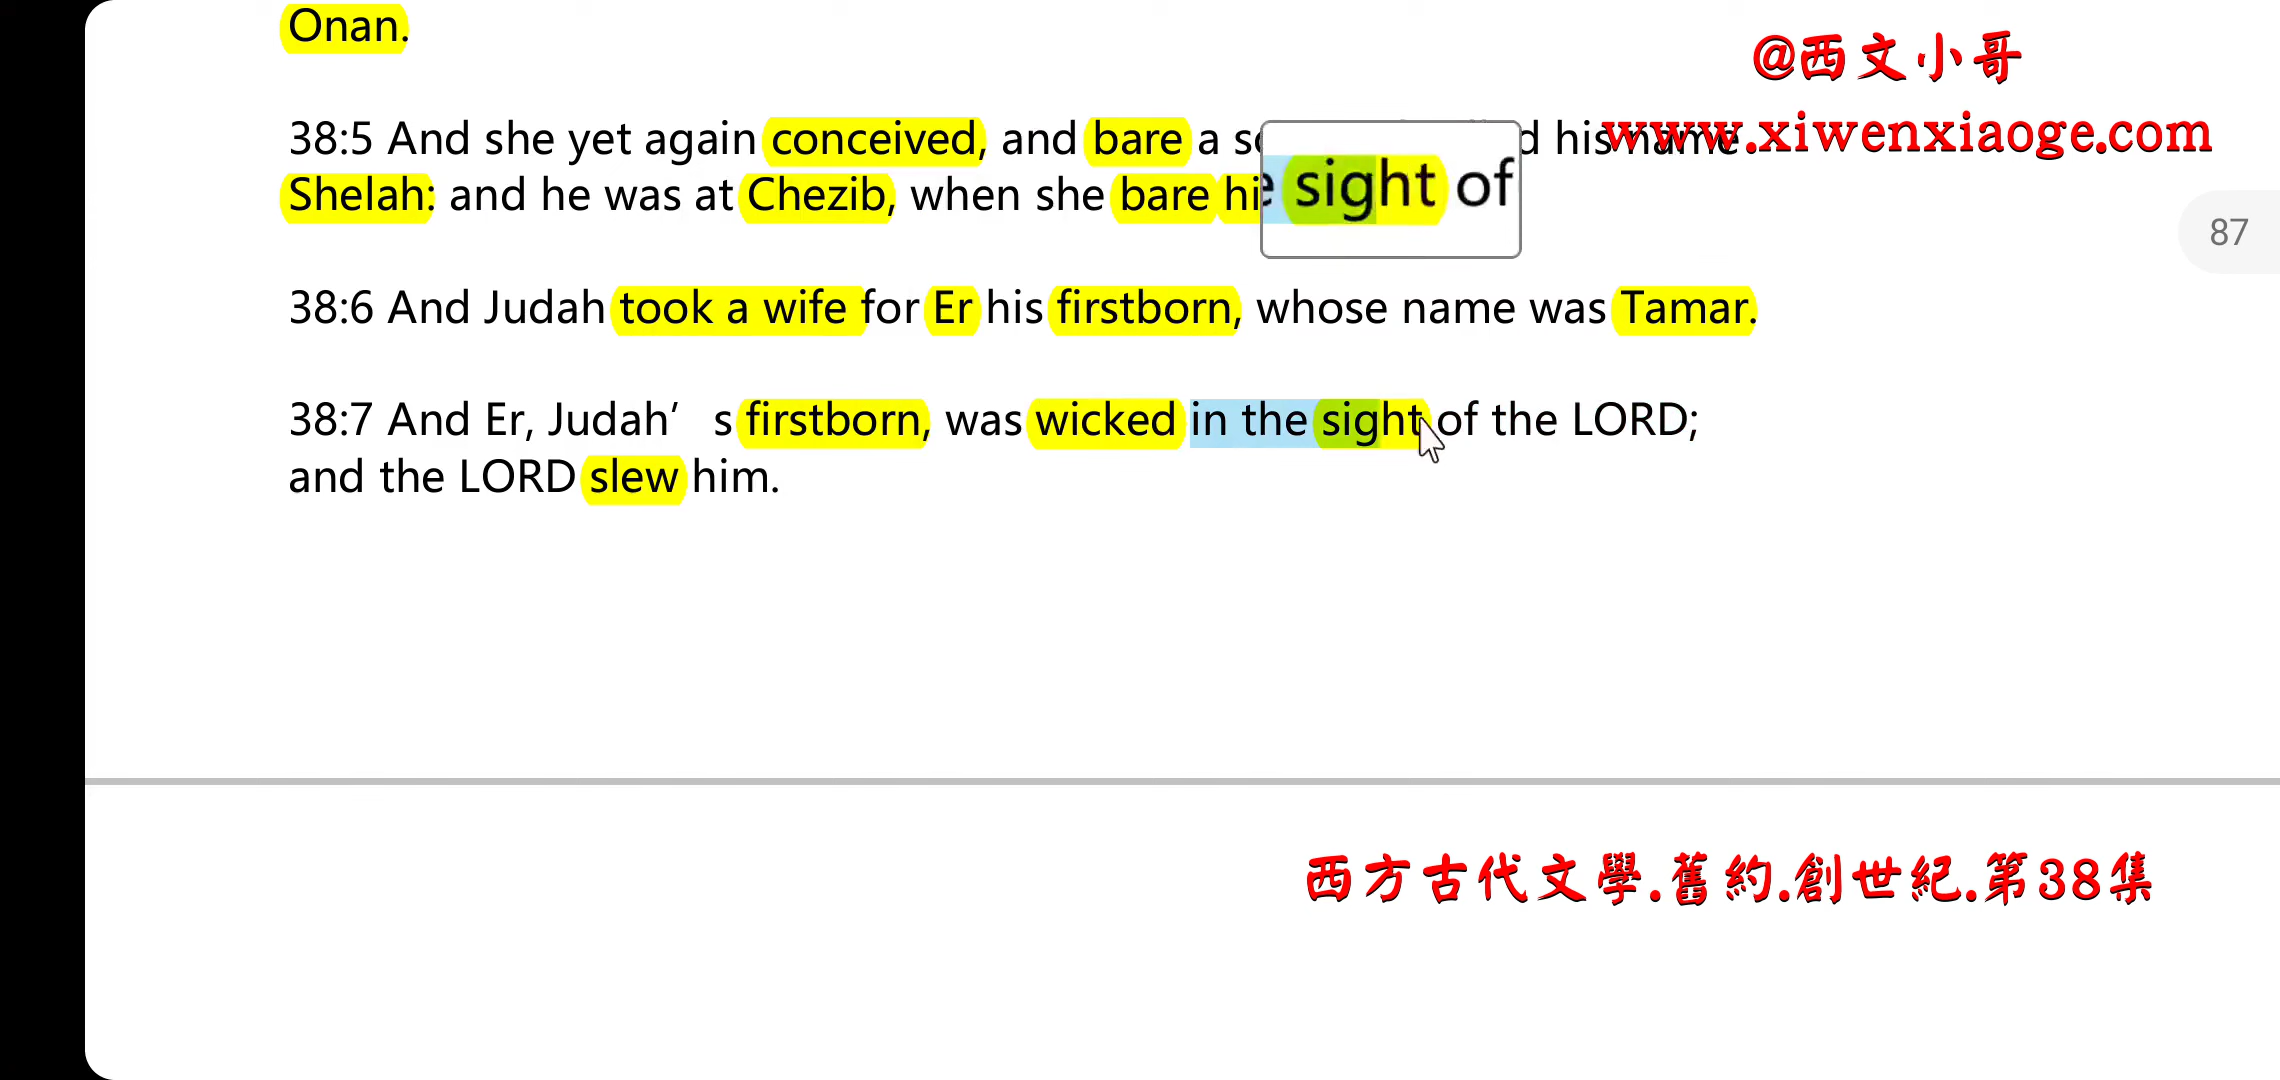 Onan.
@西文小哥
www.xiwenxiaoge.com
38:5 And she yet again conceived, and bare a his name
Shelah: and he was at Chezib, when she bare
sight of
87
38:6 And Judah took a wife for Er his firstborn, whose name was Tamar.
38:7 And Er, Judah’ s firstborn, was wicked in the sight of the LORD;
and the LORD slew him.
西方古代文學.舊約.創世紀.第38集